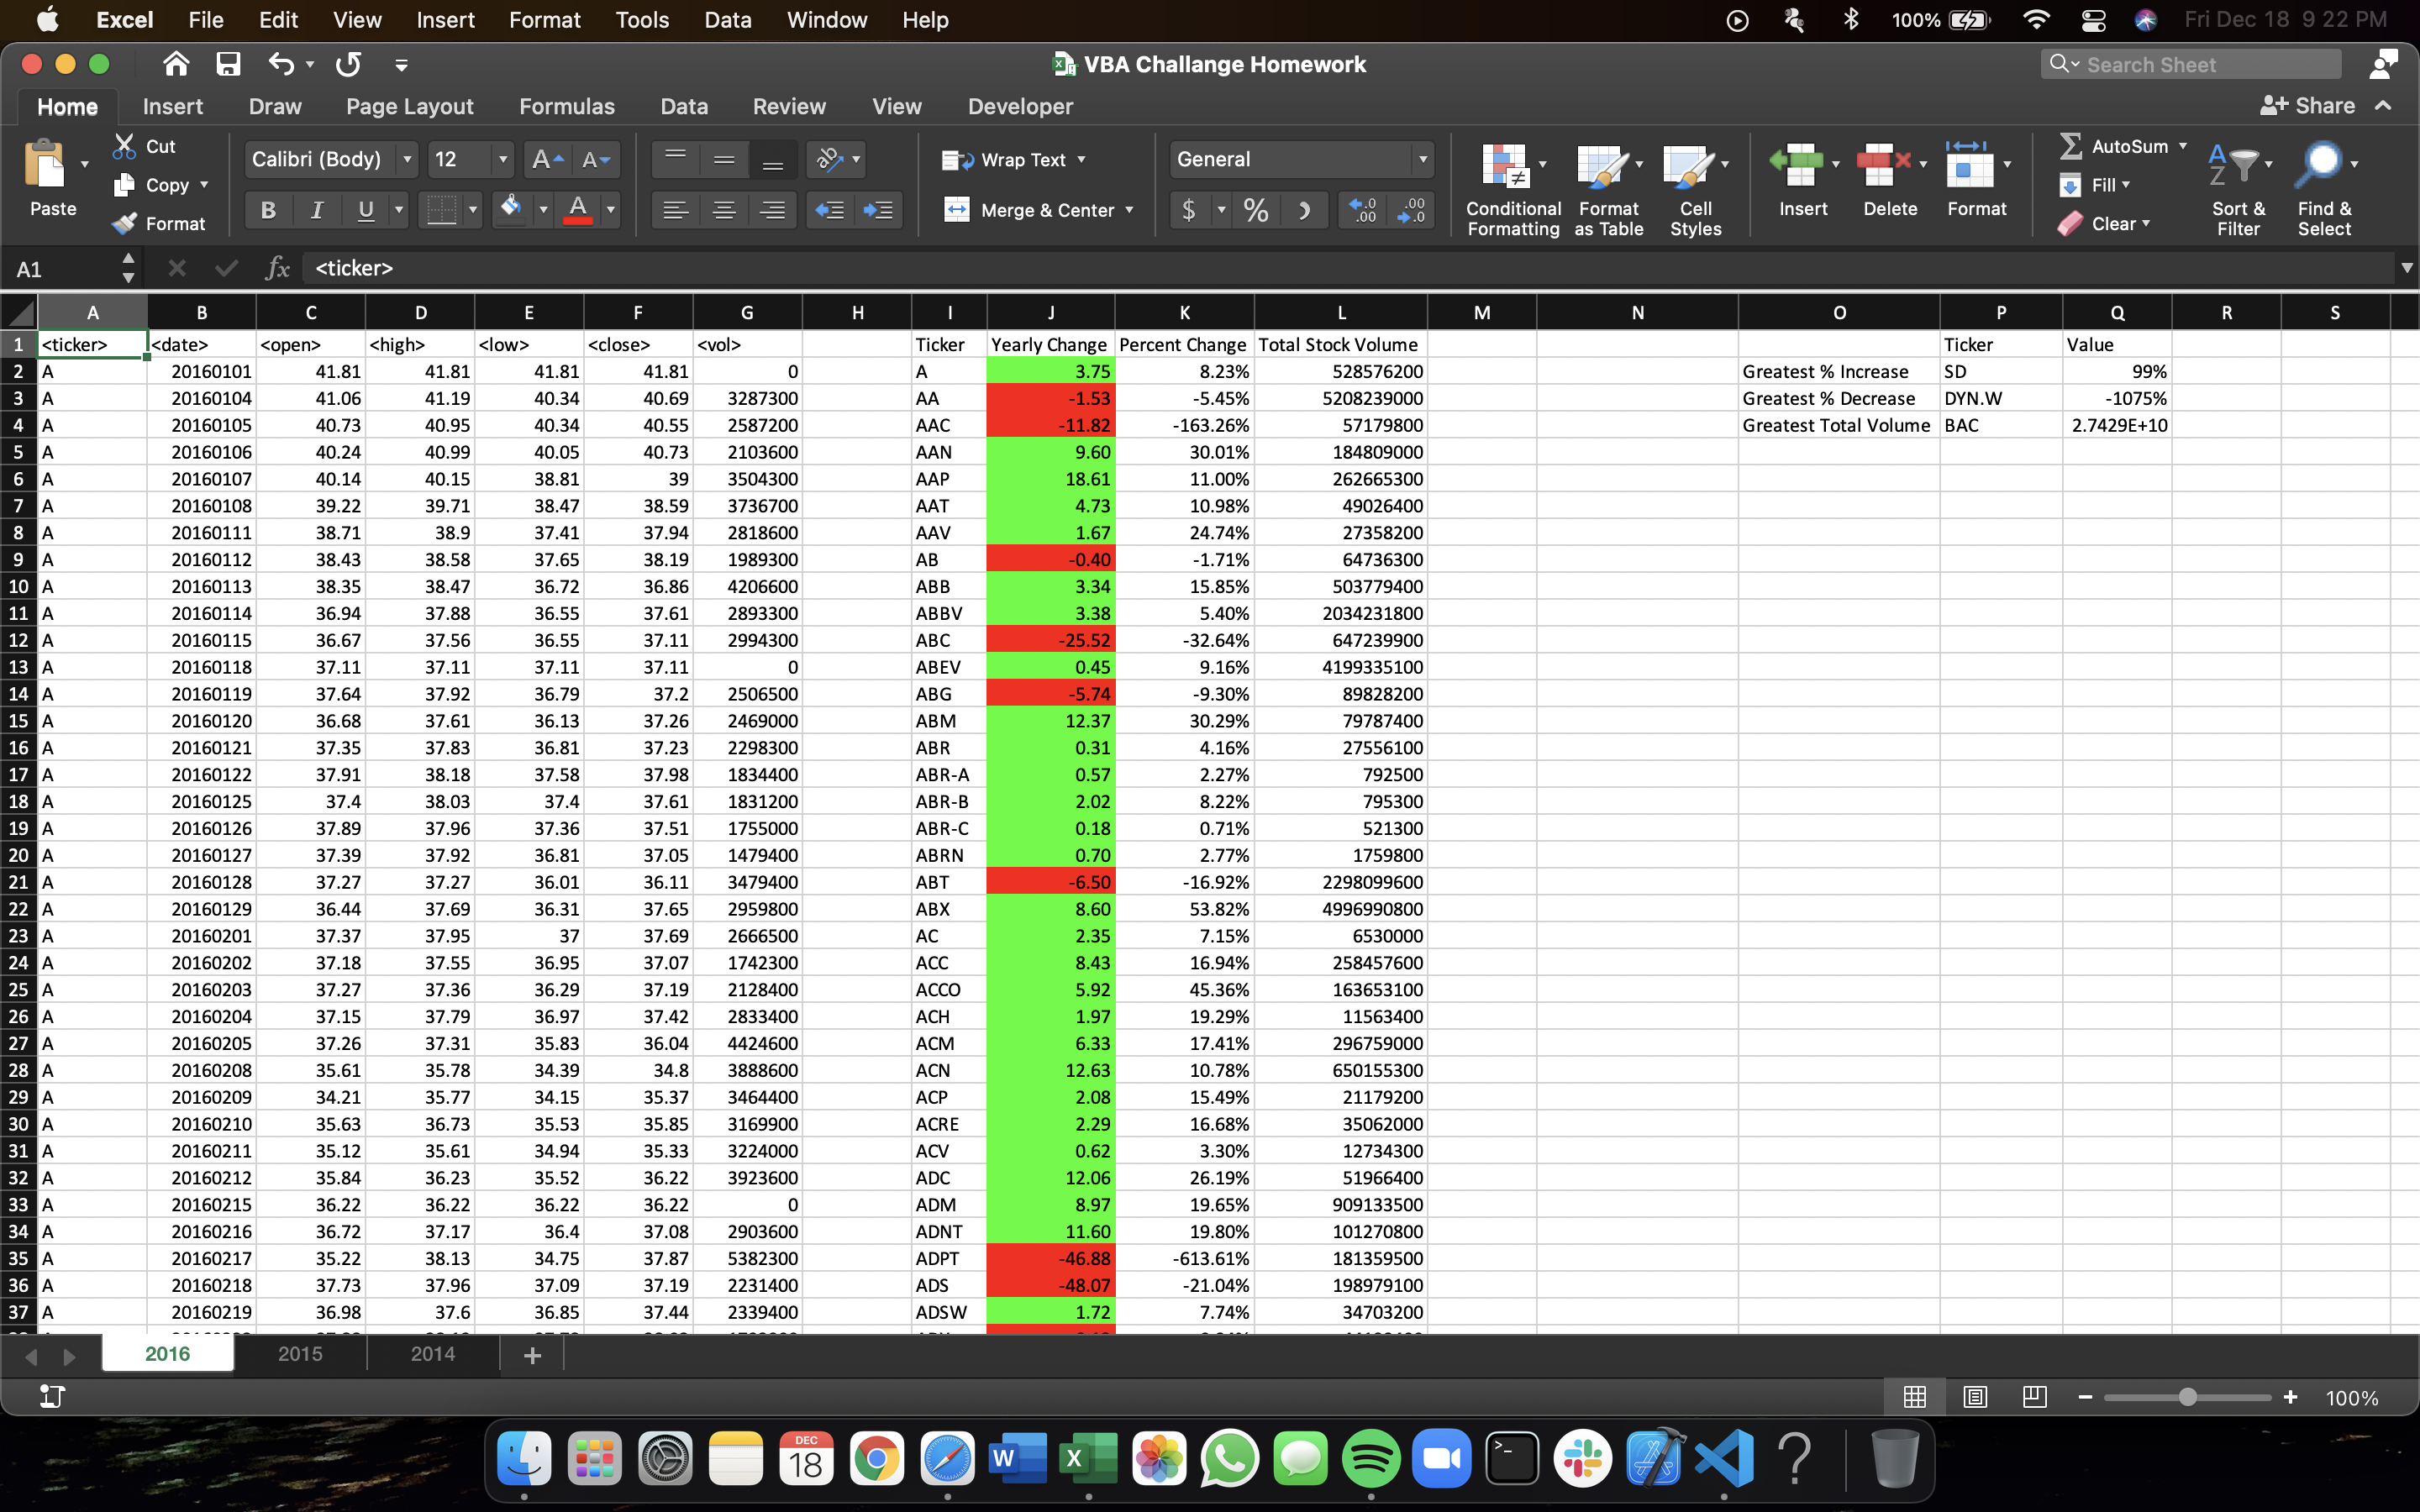 Excel File Edit View Insert Format Tools Data Window Help 100% Fri Dec 18 9 22 PM
VBA Challange Homework Search Sheet
Home Insert Draw Page Layout Formulas Data Review View Developer Share
Paste Cut Copy Format Calibri (Body) 12 Wrap Text Merge & Center General Conditional Formatting Format as Table Cell Styles Insert Delete Format AutoSum Fill Clear Sort & Filter Find & Select
A1 fx <ticker>
A B C D E F G H I J K L M N O P Q R S
1 <ticker> <date> <open> <high> <low> <close> <vol> Ticker Yearly Change Percent Change Total Stock Volume Ticker Value
2 A 20160101 41.81 41.81 41.81 41.81 0 A 3.75 8.23% 528576200 Greatest % Increase SD 99%
3 A 20160104 41.06 41.19 40.34 40.69 3287300 AA -1.53 -5.45% 5208239000 Greatest % Decrease DYN.W -1075%
4 A 20160105 40.73 40.95 40.34 40.55 2587200 AAC -11.82 -163.26% 57179800 Greatest Total Volume BAC 2.7429E+10
5 A 20160106 40.24 40.99 40.05 40.73 2103600 AAN 9.60 30.01% 184809000
6 A 20160107 40.14 40.15 38.81 39 3504300 AAP 18.61 11.00% 262665300
7 A 20160108 39.22 39.71 38.47 38.59 3736700 AAT 4.73 10.98% 49026400
8 A 20160111 38.71 38.9 37.41 37.94 2818600 AAV 1.67 24.74% 27358200
9 A 20160112 38.43 38.58 37.65 38.19 1989300 AB -0.40 -1.71% 64736300
10 A 20160113 38.35 38.47 36.72 36.86 4206600 ABB 3.34 15.85% 503779400
11 A 20160114 36.94 37.88 36.55 37.61 2893300 ABBV 3.38 5.40% 2034231800
12 A 20160115 36.67 37.56 36.55 37.11 2994300 ABC -25.52 -32.64% 647239900
13 A 20160118 37.11 37.11 37.11 37.11 0 ABEV 0.45 9.16% 4199335100
14 A 20160119 37.64 37.92 36.79 37.2 2506500 ABG -5.74 -9.30% 89828200
15 A 20160120 36.68 37.61 36.13 37.26 2469000 ABM 12.37 30.29% 79787400
16 A 20160121 37.35 37.83 36.81 37.23 2298300 ABR 0.31 4.16% 27556100
17 A 20160122 37.91 38.18 37.58 37.98 1834400 ABR-A 0.57 2.27% 792500
18 A 20160125 37.4 38.03 37.4 37.61 1831200 ABR-B 2.02 8.22% 795300
19 A 20160126 37.89 37.96 37.36 37.51 1755000 ABR-C 0.18 0.71% 521300
20 A 20160127 37.39 37.92 36.81 37.05 1479400 ABRN 0.70 2.77% 1759800
21 A 20160128 37.27 37.27 36.01 36.11 3479400 ABT -6.50 -16.92% 2298099600
22 A 20160129 36.44 37.69 36.31 37.65 2959800 ABX 8.60 53.82% 4996990800
23 A 20160201 37.37 37.95 37 37.69 2666500 AC 2.35 7.15% 6530000
24 A 20160202 37.18 37.55 36.95 37.07 1742300 ACC 8.43 16.94% 258457600
25 A 20160203 37.27 37.36 36.29 37.19 2128400 ACCO 5.92 45.36% 163653100
26 A 20160204 37.15 37.79 36.97 37.42 2833400 ACH 1.97 19.29% 11563400
27 A 20160205 37.26 37.31 35.83 36.04 4424600 ACM 6.33 17.41% 296759000
28 A 20160208 35.61 35.78 34.39 34.8 3888600 ACN 12.63 10.78% 650155300
29 A 20160209 34.21 35.77 34.15 35.37 3464400 ACP 2.08 15.49% 21179200
30 A 20160210 35.63 36.73 35.53 35.85 3169900 ACRE 2.29 16.68% 35062000
31 A 20160211 35.12 35.61 34.94 35.33 3224000 ACV 0.62 3.30% 12734300
32 A 20160212 35.84 36.23 35.52 36.22 3923600 ADC 12.06 26.19% 51966400
33 A 20160215 36.22 36.22 36.22 36.22 0 ADM 8.97 19.65% 909133500
34 A 20160216 36.72 37.17 36.4 37.08 2903600 ADNT 11.60 19.80% 101270800
35 A 20160217 35.22 38.13 34.75 37.87 5382300 ADPT -46.88 -613.61% 181359500
36 A 20160218 37.73 37.96 37.09 37.19 2231400 ADS -48.07 -21.04% 198979100
37 A 20160219 36.98 37.6 36.85 37.44 2339400 ADSW 1.72 7.74% 34703200
2016 2015 2014
100%
DEC 18